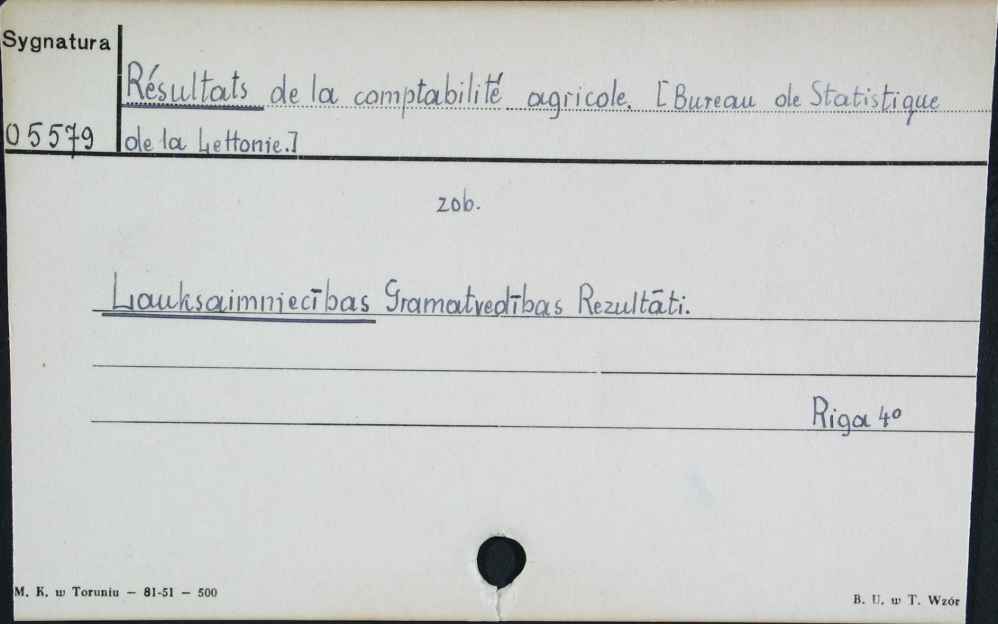 Sygnatura
Résultats de la comptabilité agricole. [Bureau de Statistique
05579 de la Lettonie.]
zob.
Lauksaimniecības Gramatvedības Rezultāti.
Riga 4º
M. K. w Toruniu — 81-51 — 500
B. U. w T. Wzór